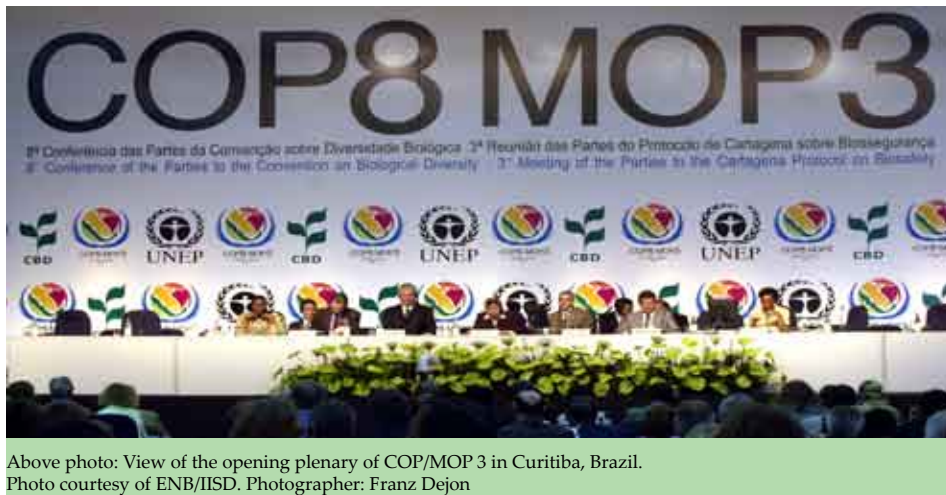 COP8 MOP3
8ª Conferência das Partes da Convenção sobre Diversidade Biológica 3ª Reunião das Partes do Protocolo de Cartagena sobre Biossegurança
8th Conference of the Parties to the Convention on Biological Diversity 3rd Meeting of the Parties to the Cartagena Protocol on Biosafety
CBD UNEP CBD UNEP CBD UNEP CBD
Above photo: View of the opening plenary of COP/MOP 3 in Curitiba, Brazil.
Photo courtesy of ENB/IISD. Photographer: Franz Dejon